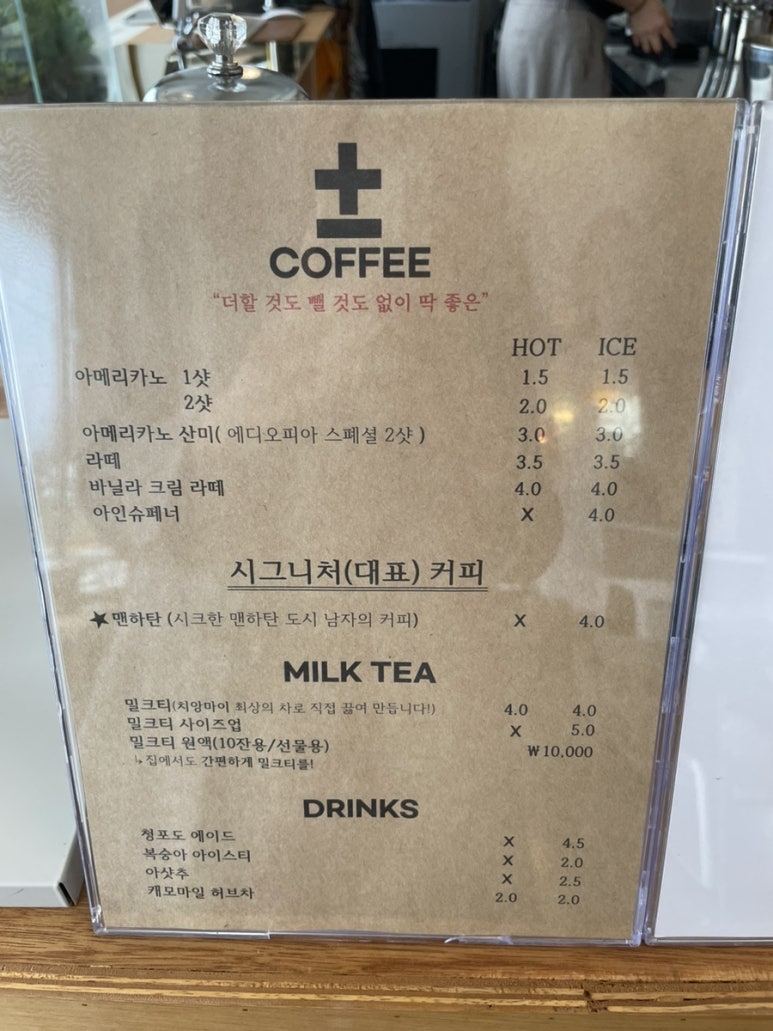 ±
COFFEE
“더할 것도 뺄 것도 없이 딱 좋은”
HOT ICE
아메리카노 1샷 1.5 1.5
2샷 2.0 2.0
아메리카노 산미( 에디오피아 스페셜 2샷 ) 3.0 3.0
라떼 3.5 3.5
바닐라 크림 라떼 4.0 4.0
아인슈페너 X 4.0
시그니처(대표) 커피
★맨하탄 (시크한 맨하탄 도시 남자의 커피) X 4.0
MILK TEA
밀크티(치앙마이 최상의 차로 직접 끓여 만듭니다!) 4.0 4.0
밀크티 사이즈업 X 5.0
밀크티 원액(10잔용/선물용) ₩10,000
↳집에서도 간편하게 밀크티를!
DRINKS
청포도 에이드 X 4.5
복숭아 아이스티 X 2.0
아샷추 X 2.5
캐모마일 허브차 2.0 2.0